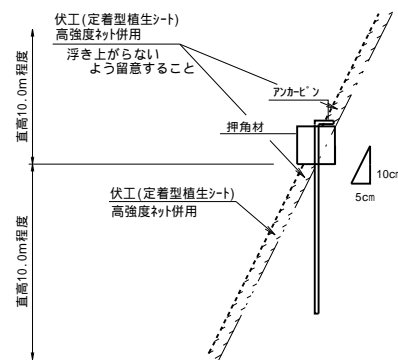 伏工(定着型植生シート)
高強度ネット併用
浮き上がらない
よう留意すること
アンカーピン
押角材
直高10.0m程度
10cm
5cm
伏工(定着型植生シート)
高強度ネット併用
直高10.0m程度